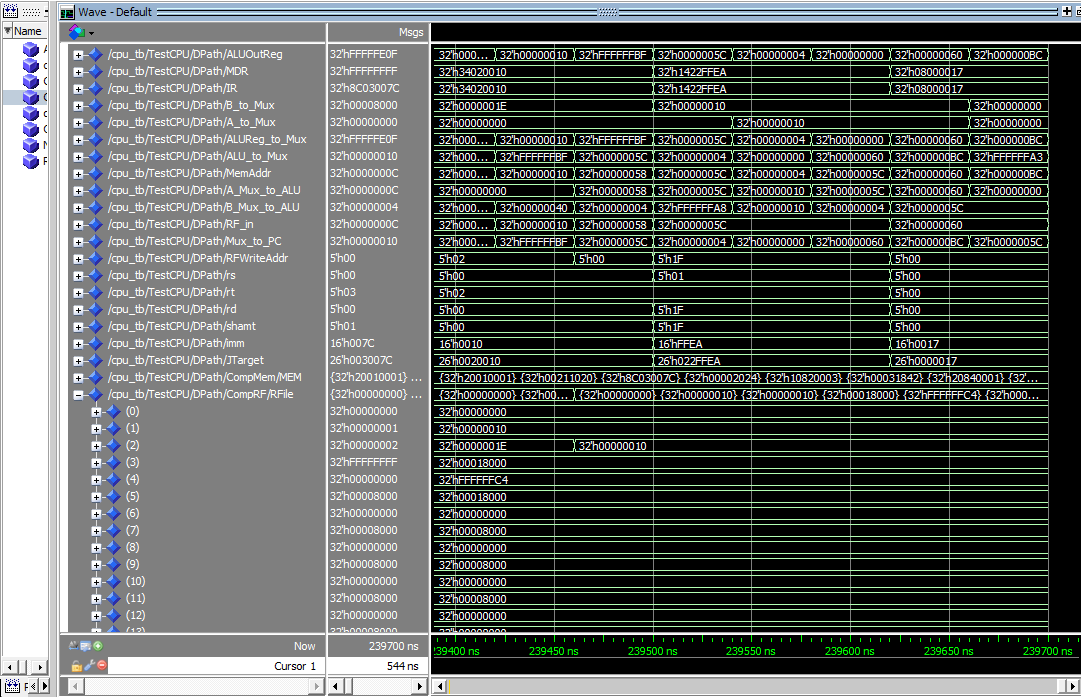 Wave - Default
Name
Msgs
/cpu_tb/TestCPU/DPath/ALUOutReg 32'hFFFFFE0F 32'h000... 32'h00000010 32'hFFFFFFBF 32'h0000005C 32'h00000004 32'h00000000 32'h00000060 32'h000000BC
/cpu_tb/TestCPU/DPath/MDR 32'hFFFFFFFF 32'h34020010 32'h1422FFEA 32'h08000017
/cpu_tb/TestCPU/DPath/IR 32'h8C03007C 32'h34020010 32'h1422FFEA 32'h08000017
/cpu_tb/TestCPU/DPath/B_to_Mux 32'h00008000 32'h0000001E 32'h00000010 32'h00000000
/cpu_tb/TestCPU/DPath/A_to_Mux 32'h00000000 32'h00000000 32'h00000010 32'h00000000
/cpu_tb/TestCPU/DPath/ALUReg_to_Mux 32'hFFFFFE0F 32'h000... 32'h00000010 32'hFFFFFFBF 32'h0000005C 32'h00000004 32'h00000000 32'h00000060 32'h000000BC
/cpu_tb/TestCPU/DPath/ALU_to_Mux 32'h00000010 32'h000... 32'hFFFFFFBF 32'h0000005C 32'h00000004 32'h00000000 32'h00000060 32'h000000BC 32'hFFFFFFA3
/cpu_tb/TestCPU/DPath/MemAddr 32'h0000000C 32'h000... 32'h00000010 32'h00000058 32'h0000005C 32'h00000004 32'h0000005C 32'h00000060 32'h000000BC
/cpu_tb/TestCPU/DPath/A_Mux_to_ALU 32'h0000000C 32'h00000000 32'h00000058 32'h0000005C 32'h00000010 32'h0000005C 32'h00000060 32'h00000000
/cpu_tb/TestCPU/DPath/B_Mux_to_ALU 32'h00000004 32'h000... 32'h00000040 32'h00000004 32'hFFFFFFA8 32'h00000010 32'h00000004 32'h0000005C
/cpu_tb/TestCPU/DPath/RF_in 32'h0000000C 32'h000... 32'h00000010 32'h00000058 32'h0000005C 32'h00000060
/cpu_tb/TestCPU/DPath/Mux_to_PC 32'h00000010 32'h000... 32'hFFFFFFBF 32'h0000005C 32'h00000004 32'h00000000 32'h00000060 32'h000000BC 32'h0000005C
/cpu_tb/TestCPU/DPath/RFWriteAddr 5'h00 5'h02 5'h00 5'h1F 5'h00
/cpu_tb/TestCPU/DPath/rs 5'h00 5'h00 5'h01 5'h00
/cpu_tb/TestCPU/DPath/rt 5'h03 5'h02 5'h00
/cpu_tb/TestCPU/DPath/rd 5'h00 5'h00 5'h1F 5'h00
/cpu_tb/TestCPU/DPath/shamt 5'h01 5'h00 5'h1F 5'h00
/cpu_tb/TestCPU/DPath/imm 16'h007C 16'h0010 16'hFFEA 16'h0017
/cpu_tb/TestCPU/DPath/JTarget 26'h003007C 26'h0020010 26'h022FFEA 26'h0000017
/cpu_tb/TestCPU/DPath/CompMem/MEM {32'h20010001} ... {32'h20010001} {32'h00211020} {32'h8C03007C} {32'h00002024} {32'h10820003} {32'h00031842} {32'h20840001} {32'...
/cpu_tb/TestCPU/DPath/CompRF/RFile {32'h00000000} ... {32'h00000000} {32'h00... {32'h00000000} {32'h00000010} {32'h00000010} {32'h00018000} {32'hFFFFFFC4} {32'h000...
(0) 32'h00000000 32'h00000000
(1) 32'h00000001 32'h00000010
(2) 32'h00000002 32'h0000001E 32'h00000010
(3) 32'hFFFFFFFF 32'h00018000
(4) 32'h00000000 32'hFFFFFFC4
(5) 32'h00008000 32'h00018000
(6) 32'h00000000 32'h00000000
(7) 32'h00008000 32'h00008000
(8) 32'h00000000 32'h00000000
(9) 32'h00008000 32'h00008000
(10) 32'h00000000 32'h00000000
(11) 32'h00008000 32'h00008000
(12) 32'h00000000 32'h00000000
(13) 32'h00008000 32'h00008000
Now 239700 ns 239400 ns 239450 ns 239500 ns 239550 ns 239600 ns 239650 ns 239700 ns
Cursor 1 544 ns